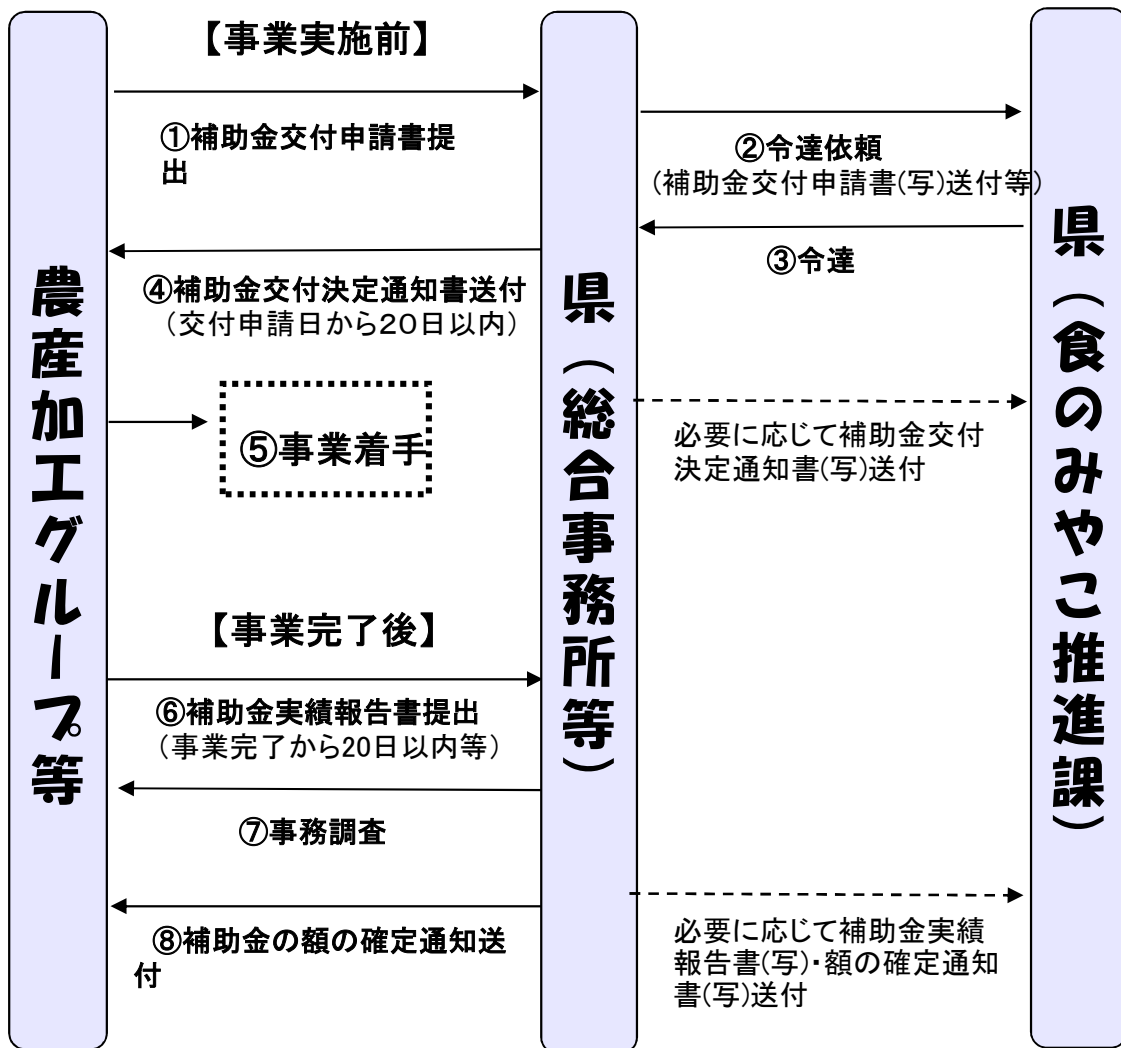 【事業実施前】
①補助金交付申請書提
出
②令達依頼
(補助金交付申請書(写)送付等)
③令達
④補助金交付決定通知書送付
（交付申請日から２０日以内）
⑤事業着手
必要に応じて補助金交付
決定通知書(写)送付
【事業完了後】
⑥補助金実績報告書提出
（事業完了から20日以内等）
⑦事務調査
⑧補助金の額の確定通知送
付
必要に応じて補助金実績
報告書(写)・額の確定通知
書(写)送付
農産加工グループ等
県（総合事務所等）
県（食のみやこ推進課）